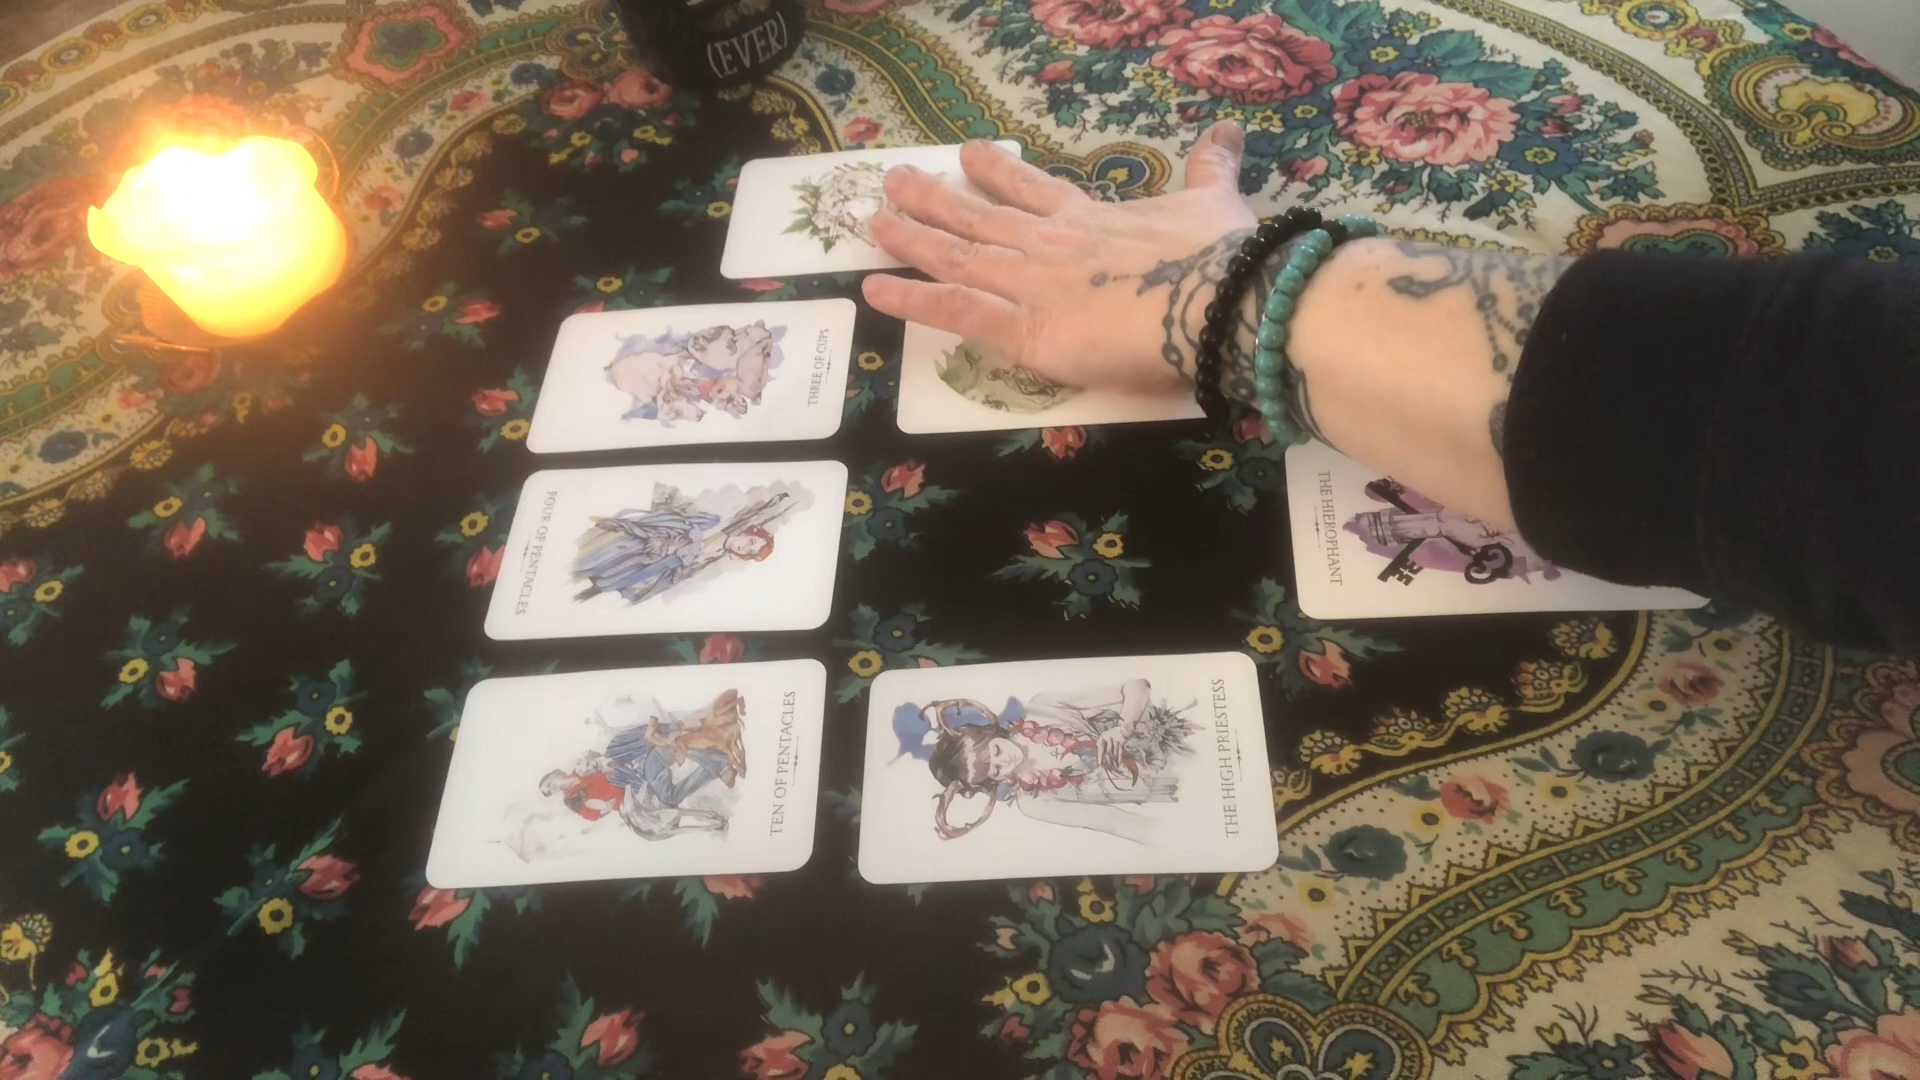 (EVER)
THREE OF CUPS
FOUR OF PENTACLES
THE HIEROPHANT
TEN OF PENTACLES
THE HIGH PRIESTESS